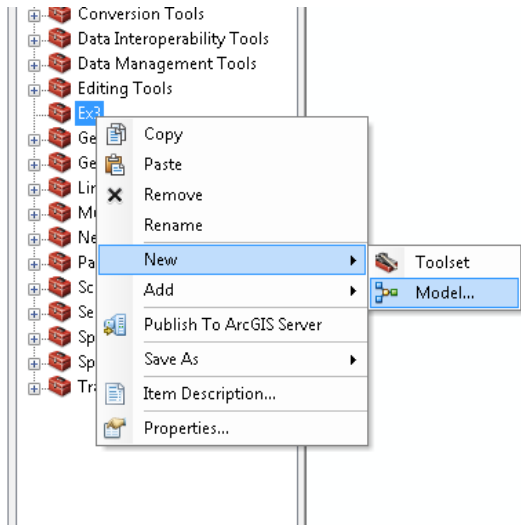 Conversion Tools
Data Interoperability Tools
Data Management Tools
Editing Tools
Ex3
Copy
Paste
Remove
Rename
New
Toolset
Add
Model...
Publish To ArcGIS Server
Save As
Item Description...
Properties...